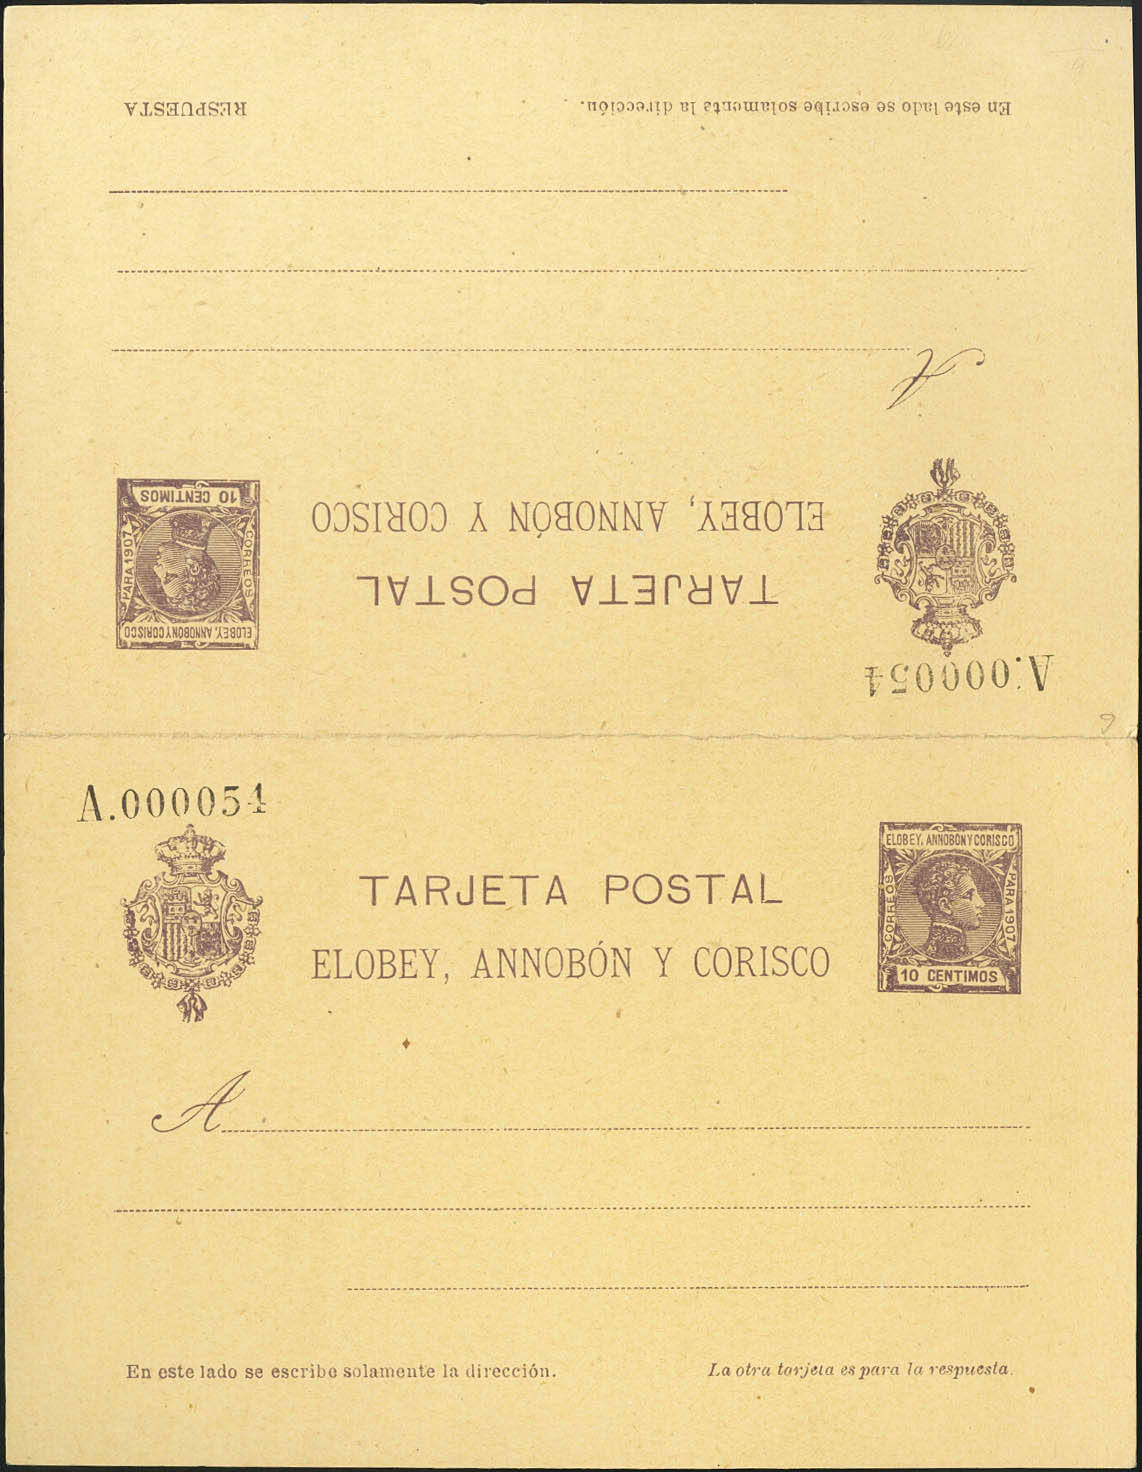 RESPUESTA
En este lado se escribe solamente la dirección.
A
10 CENTIMOS
CORREOS
PARA 1907
ELOBEY, ANNOBON Y CORISCO
ELOBEY, ANNOBÓN Y CORISCO
TARJETA POSTAL
A.000054
A.000054
TARJETA POSTAL
ELOBEY, ANNOBÓN Y CORISCO
ELOBEY, ANNOBON Y CORISCO
CORREOS
PARA 1907
10 CENTIMOS
A
En este lado se escribe solamente la dirección.
La otra tarjeta es para la respuesta.
9